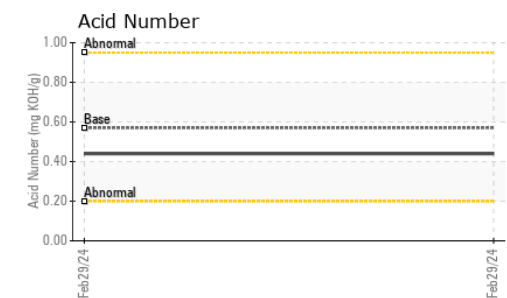 Acid Number
1.00
Abnormal
0.80
0.60
Base
0.40
Abnormal
0.20
0.00
Acid Number (mg KOH/g)
Feb29/24
Feb29/24